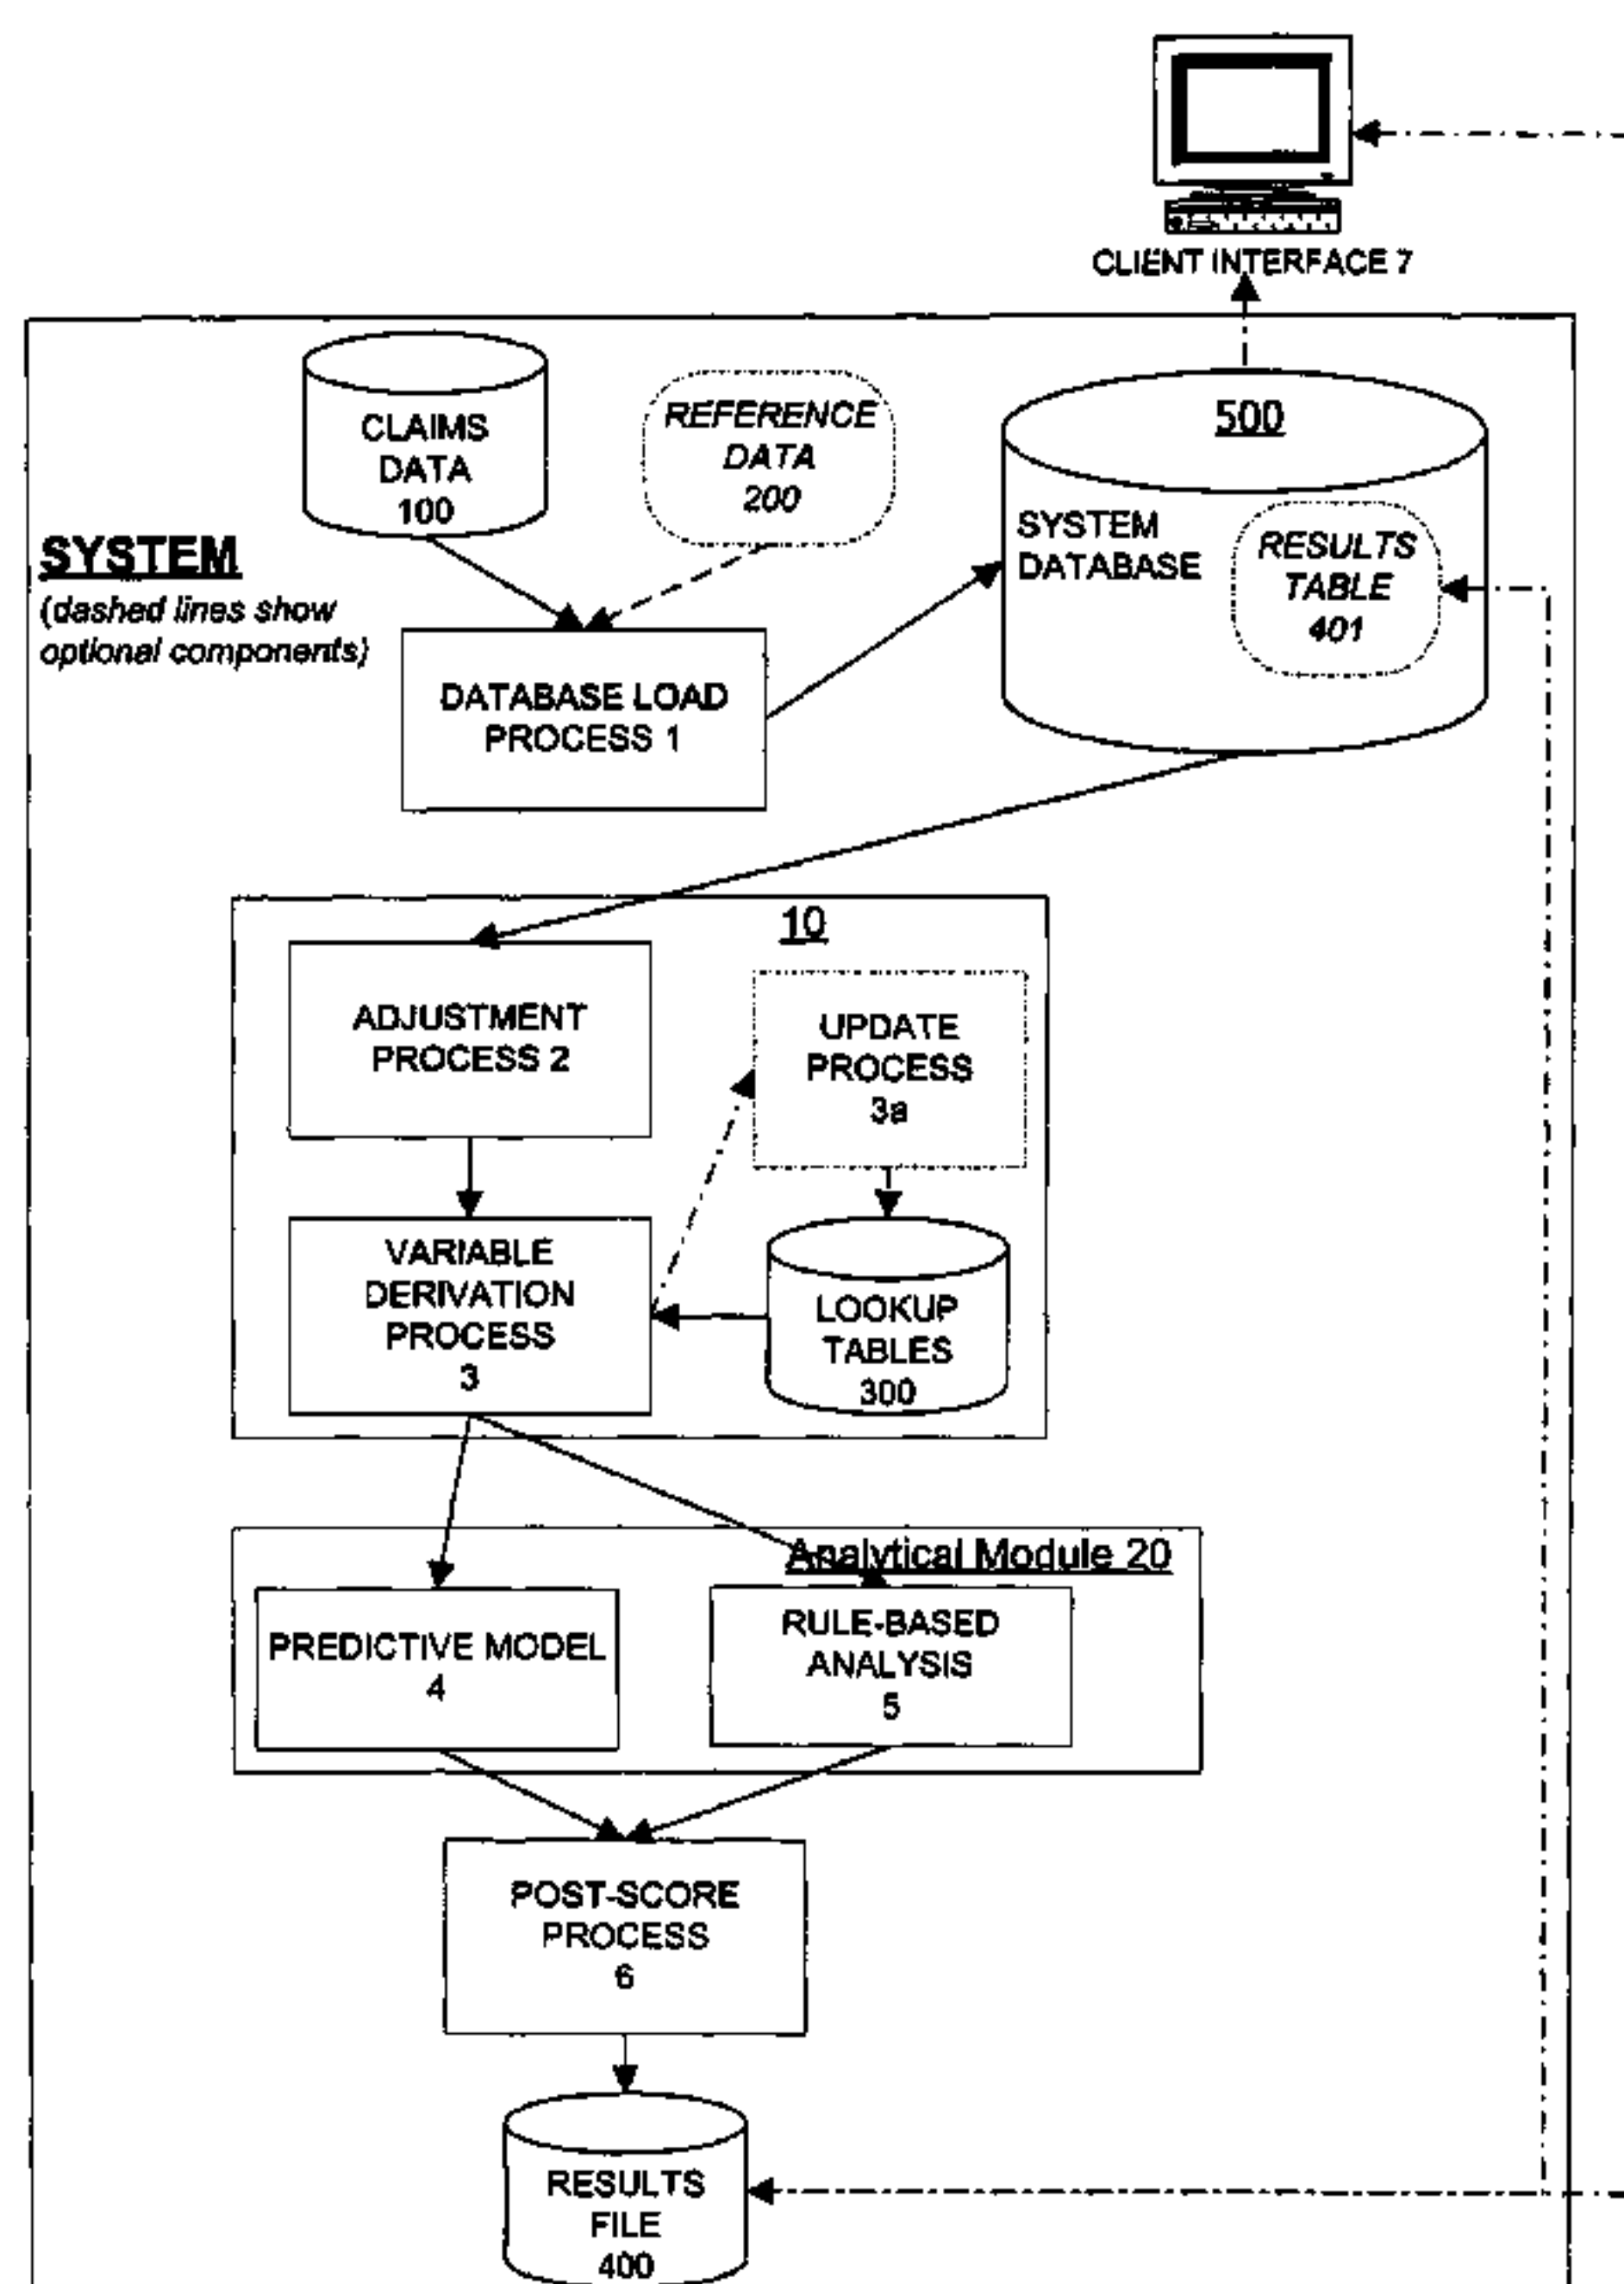 CLIENT INTERFACE 7
CLAIMS
DATA
100
REFERENCE
DATA
200
500
SYSTEM
DATABASE
RESULTS
TABLE
401
SYSTEM
(dashed lines show
optional components)
DATABASE LOAD
PROCESS 1
10
ADJUSTMENT
PROCESS 2
UPDATE
PROCESS
3a
VARIABLE
DERIVATION
PROCESS
3
LOOKUP
TABLES
300
Analytical Module 20
PREDICTIVE MODEL
4
RULE-BASED
ANALYSIS
5
POST-SCORE
PROCESS
6
RESULTS
FILE
400